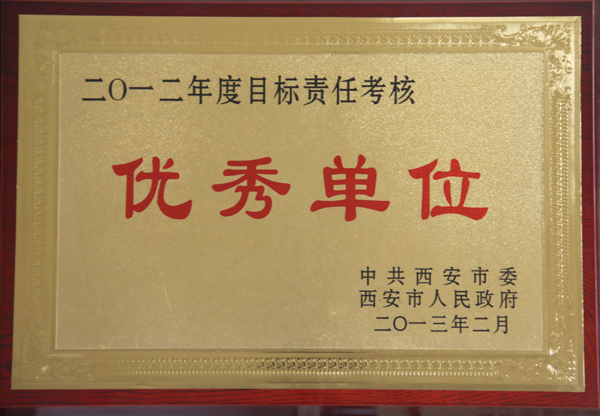 二〇一二年度目标责任考核
优秀单位
中共西安市委
西安市人民政府
二〇一三年二月